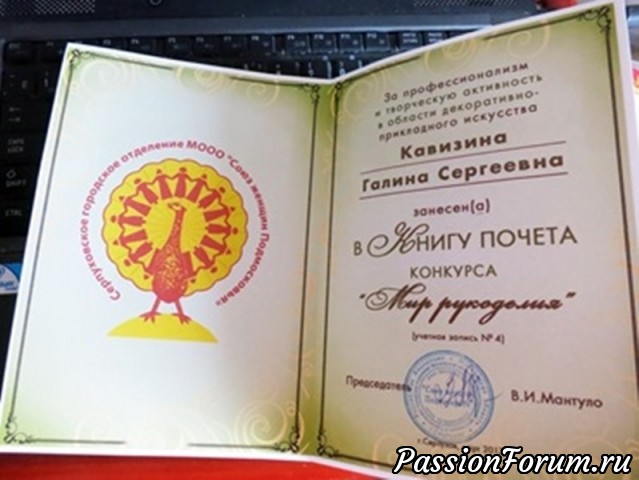 Серпуховское городское отделение МООО "Союз женщин Подмосковья"
За профессионализм
и творческую активность
в области декоративно-
прикладного искусства
Кавизина
Галина Сергеевна
занесен(а)
в Книгу почета
конкурса
"Мир рукоделия"
(учетная запись № 4)
Председатель
В.И.Мантуло
г.Серпухов
PassionForum.ru